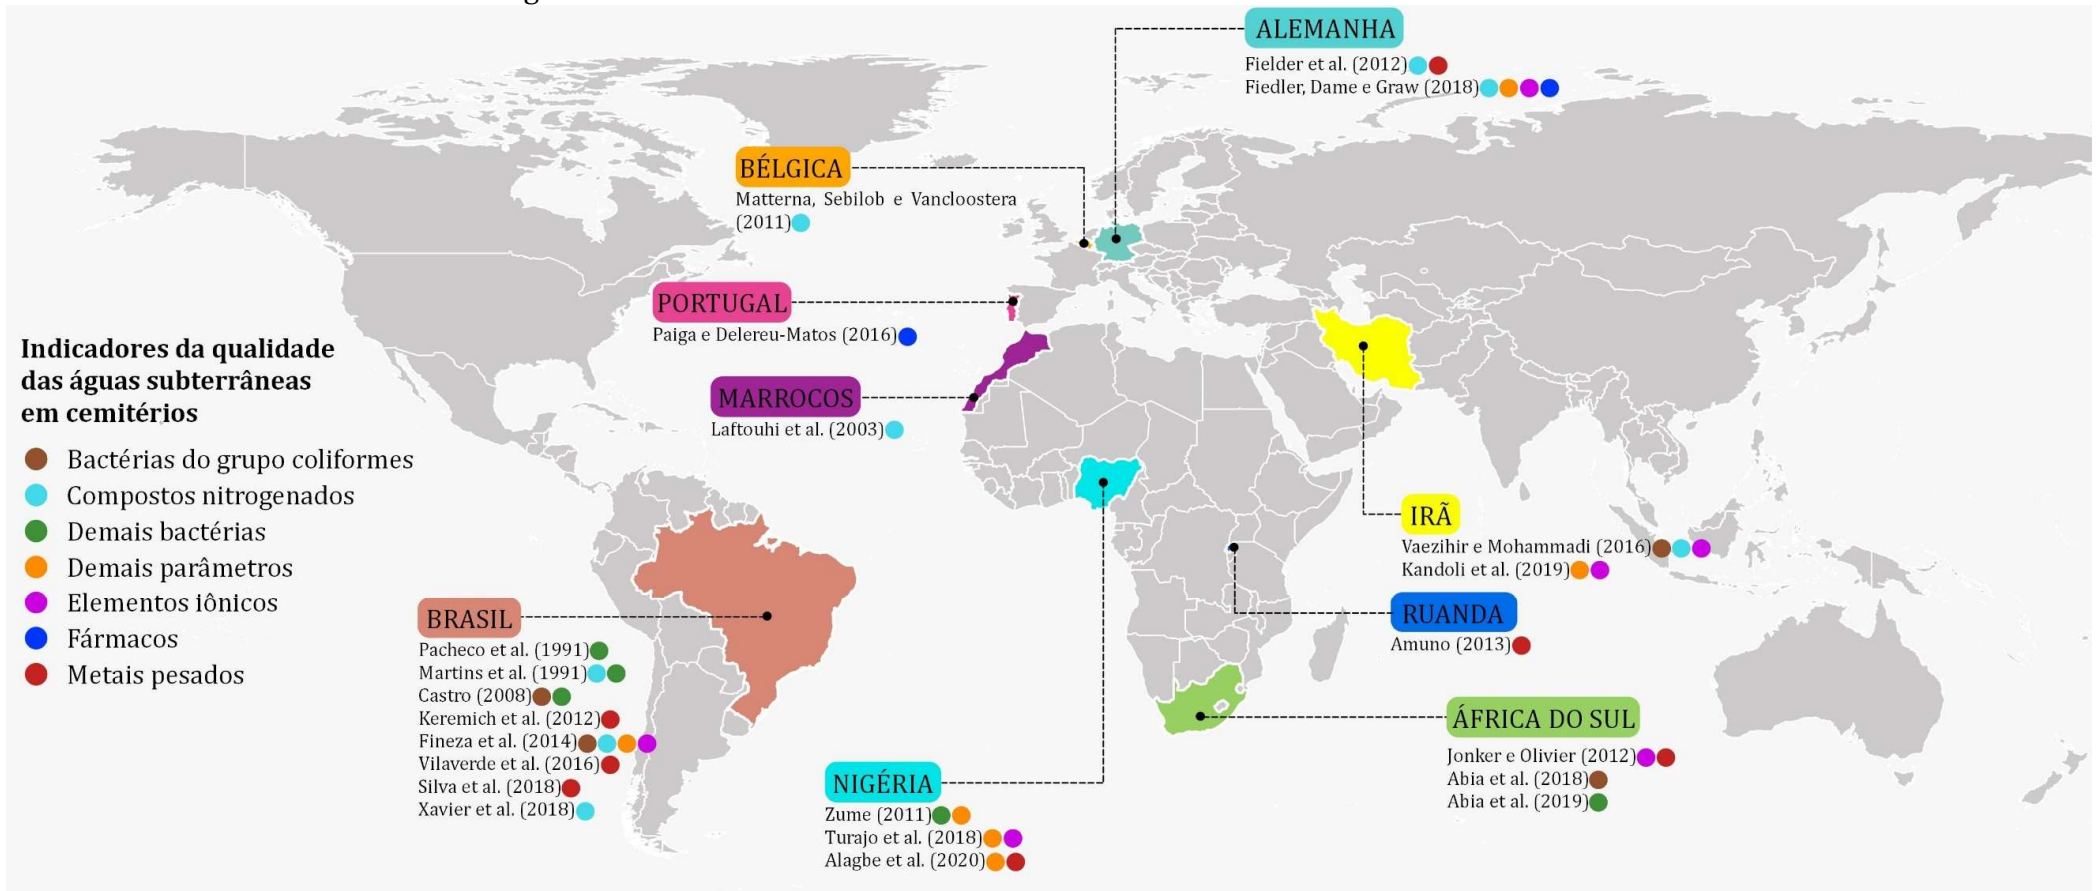 ALEMANHA
Fielder et al. (2012)
Fiedler, Dame e Graw (2018)
BÉLGICA
Matterna, Sebilob e Vancloostera
(2011)
PORTUGAL
Paiga e Delereu-Matos (2016)
MARROCOS
Laftouhi et al. (2003)
Indicadores da qualidade
das águas subterrâneas
em cemitérios
Bactérias do grupo coliformes
Compostos nitrogenados
Demais bactérias
Demais parâmetros
Elementos iônicos
Fármacos
Metais pesados
BRASIL
Pacheco et al. (1991)
Martins et al. (1991)
Castro (2008)
Keremich et al. (2012)
Fineza et al. (2014)
Vilaverde et al. (2016)
Silva et al. (2018)
Xavier et al. (2018)
NIGÉRIA
Zume (2011)
Turajo et al. (2018)
Alagbe et al. (2020)
IRÃ
Vaezihir e Mohammadi (2016)
Kandoli et al. (2019)
RUANDA
Amuno (2013)
ÁFRICA DO SUL
Jonker e Olivier (2012)
Abia et al. (2018)
Abia et al. (2019)